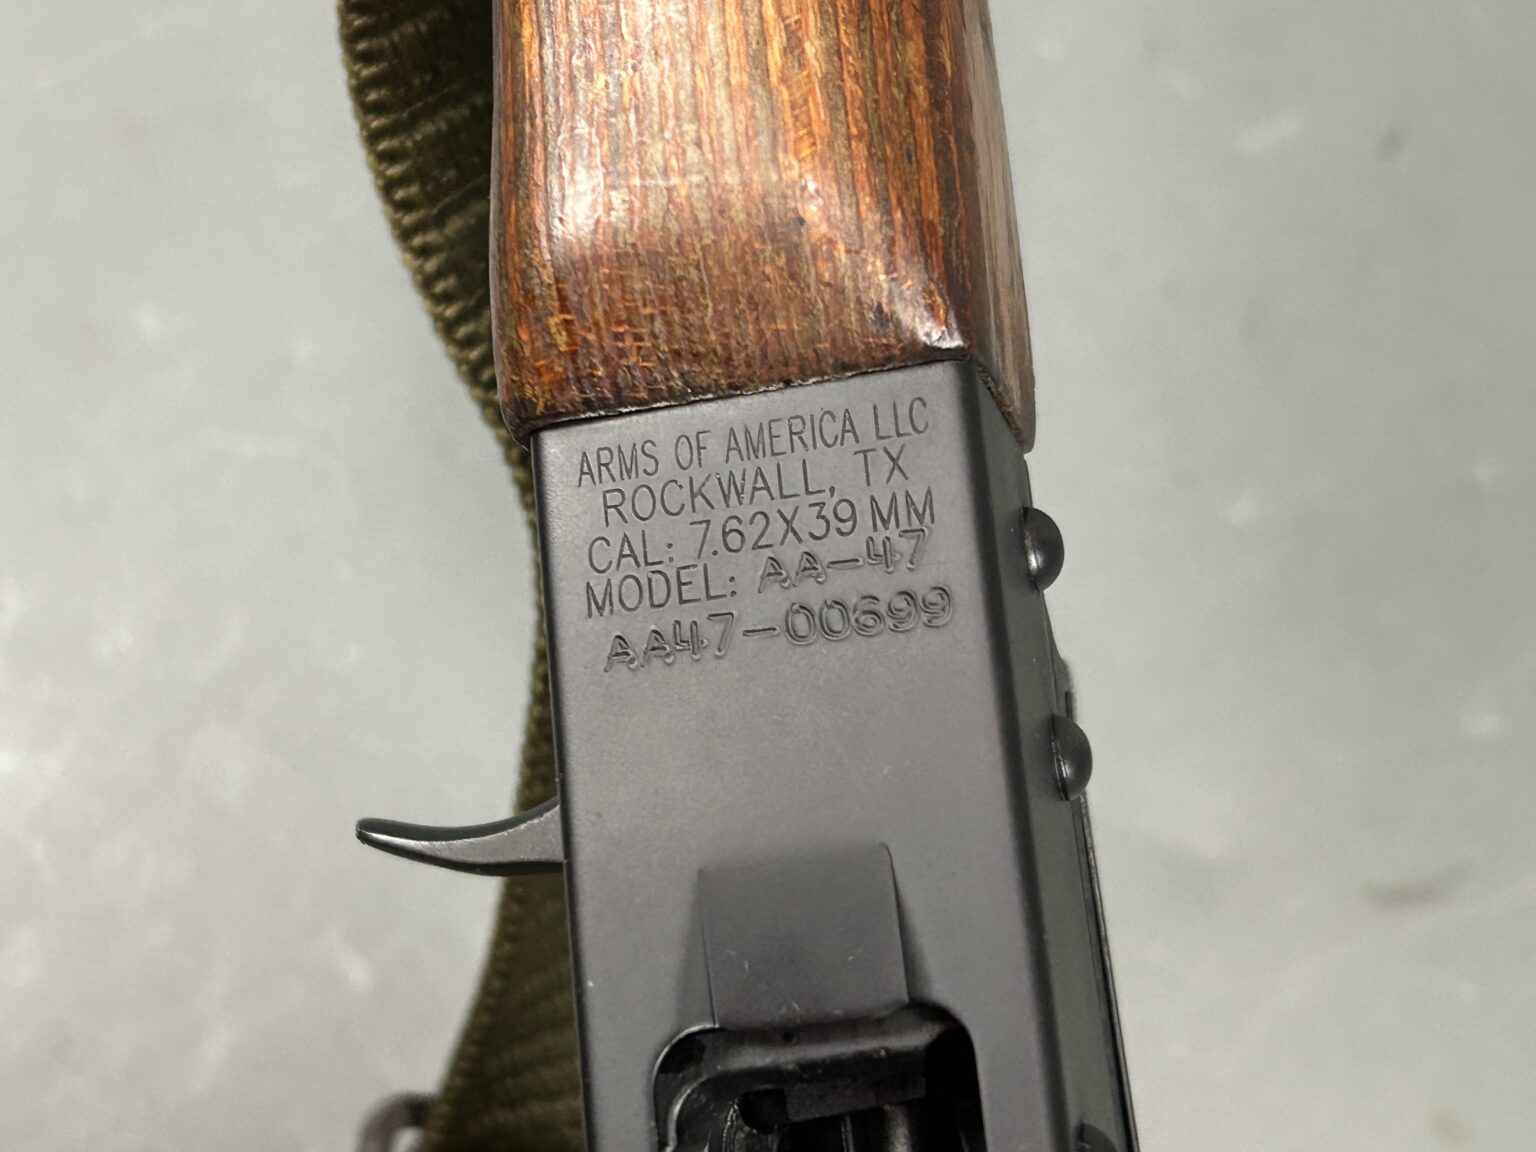 ARMS OF AMERICA LLC
ROCKWALL, TX
CAL: 7.62X39 MM
MODEL: AA-47
AA47-00699